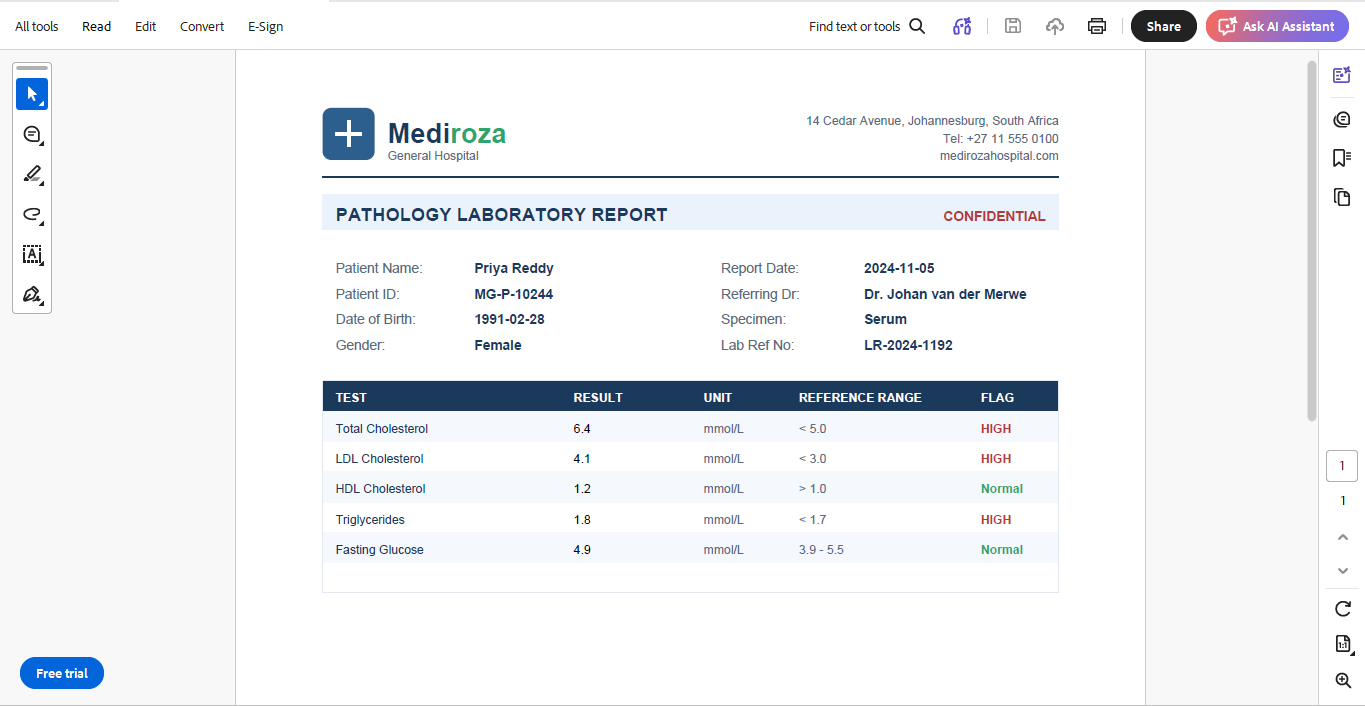 All tools Read Edit Convert E-Sign Find text or tools Share Ask AI Assistant
Mediroza
General Hospital
14 Cedar Avenue, Johannesburg, South Africa
Tel: +27 11 555 0100
medirozahospital.com
PATHOLOGY LABORATORY REPORT CONFIDENTIAL
Patient Name: Priya Reddy Report Date: 2024-11-05
Patient ID: MG-P-10244 Referring Dr: Dr. Johan van der Merwe
Date of Birth: 1991-02-28 Specimen: Serum
Gender: Female Lab Ref No: LR-2024-1192
TEST RESULT UNIT REFERENCE RANGE FLAG
Total Cholesterol 6.4 mmol/L < 5.0 HIGH
LDL Cholesterol 4.1 mmol/L < 3.0 HIGH
HDL Cholesterol 1.2 mmol/L > 1.0 Normal
Triglycerides 1.8 mmol/L < 1.7 HIGH
Fasting Glucose 4.9 mmol/L 3.9 - 5.5 Normal
1
1
1:1
Free trial